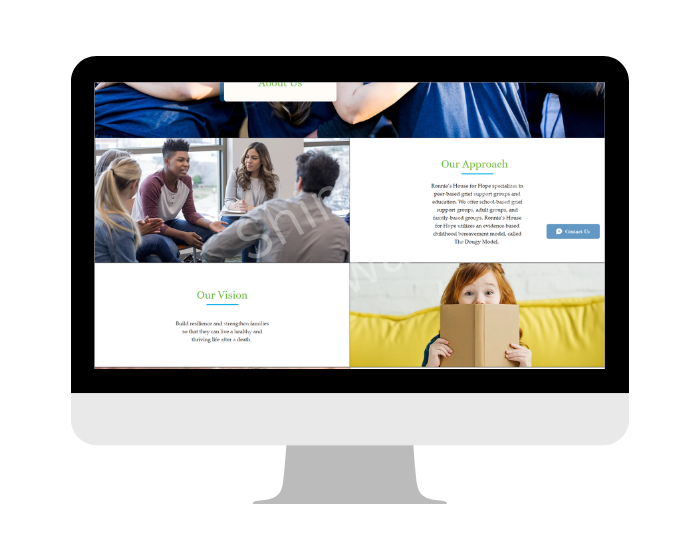 About Us
Our Approach
Ronnie's House for Hope specializes in
peer-based grief support groups and
education. We offer school-based grief
support groups, adult groups, and
family-based groups. Ronnie's House
for Hope utilizes an evidence based
childhood bereavement model, called
The Dougy Model.
Contact Us
Our Vision
Build resilience and strengthen families
so that they can live a healthy and
thriving life after a death.